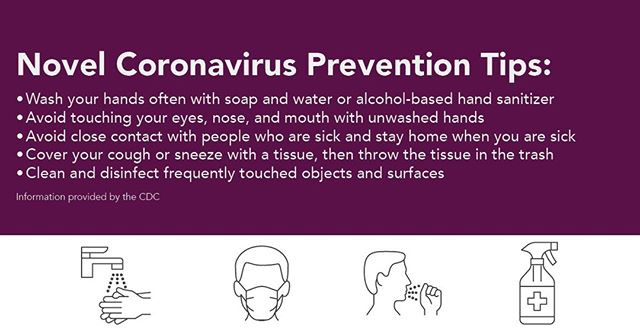 Novel Coronavirus Prevention Tips:
•Wash your hands often with soap and water or alcohol-based hand sanitizer
•Avoid touching your eyes, nose, and mouth with unwashed hands
•Avoid close contact with people who are sick and stay home when you are sick
•Cover your cough or sneeze with a tissue, then throw the tissue in the trash
•Clean and disinfect frequently touched objects and surfaces
Information provided by the CDC